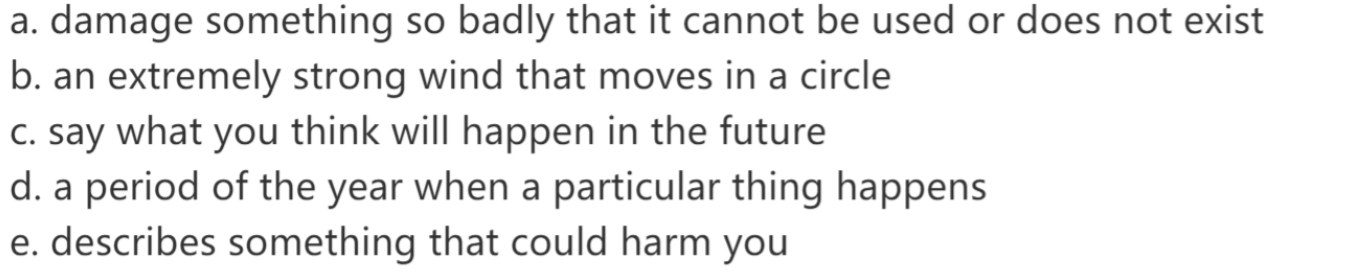 a. damage something so badly that it cannot be used or does not exist
b. an extremely strong wind that moves in a circle
c. say what you think will happen in the future
d. a period of the year when a particular thing happens
e. describes something that could harm you